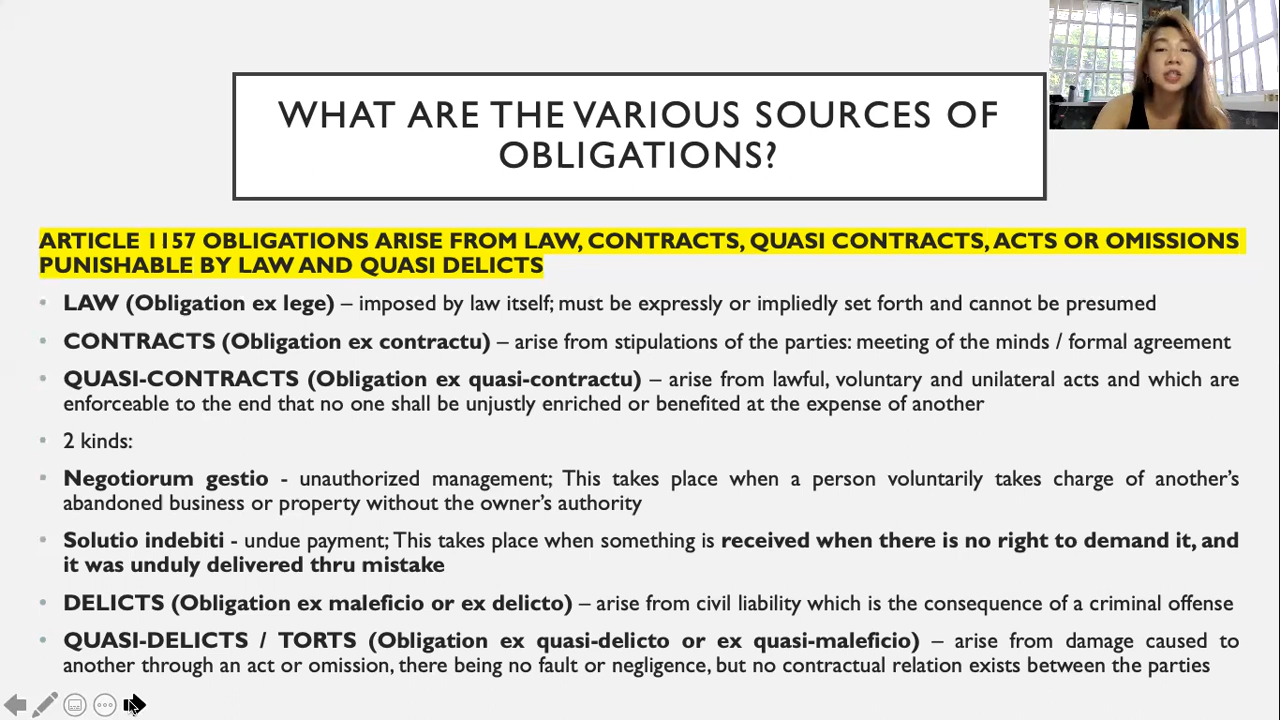 WHAT ARE THE VARIOUS SOURCES OF
OBLIGATIONS?
ARTICLE 1157 OBLIGATIONS ARISE FROM LAW, CONTRACTS, QUASI CONTRACTS, ACTS OR OMISSIONS
PUNISHABLE BY LAW AND QUASI DELICTS
• LAW (Obligation ex lege) – imposed by law itself; must be expressly or impliedly set forth and cannot be presumed
• CONTRACTS (Obligation ex contractu) – arise from stipulations of the parties: meeting of the minds / formal agreement
• QUASI-CONTRACTS (Obligation ex quasi-contractu) – arise from lawful, voluntary and unilateral acts and which are
enforceable to the end that no one shall be unjustly enriched or benefited at the expense of another
• 2 kinds:
• Negotiorum gestio - unauthorized management; This takes place when a person voluntarily takes charge of another’s
abandoned business or property without the owner’s authority
• Solutio indebiti - undue payment; This takes place when something is received when there is no right to demand it, and
it was unduly delivered thru mistake
• DELICTS (Obligation ex maleficio or ex delicto) – arise from civil liability which is the consequence of a criminal offense
• QUASI-DELICTS / TORTS (Obligation ex quasi-delicto or ex quasi-maleficio) – arise from damage caused to
another through an act or omission, there being no fault or negligence, but no contractual relation exists between the parties